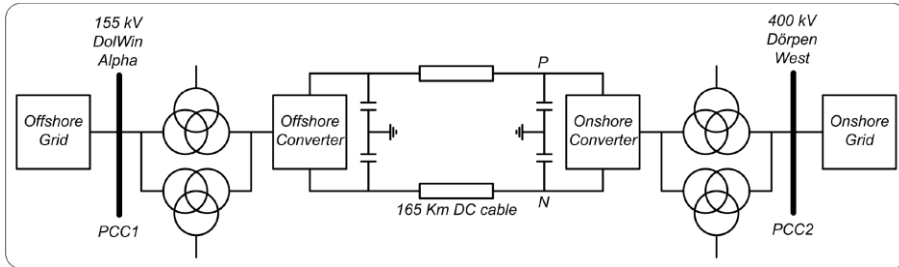 155 kV
DolWin
Alpha
400 kV
Dörpen
West
P
Offshore
Grid
Offshore
Converter
Onshore
Converter
Onshore
Grid
165 Km DC cable
N
PCC1
PCC2